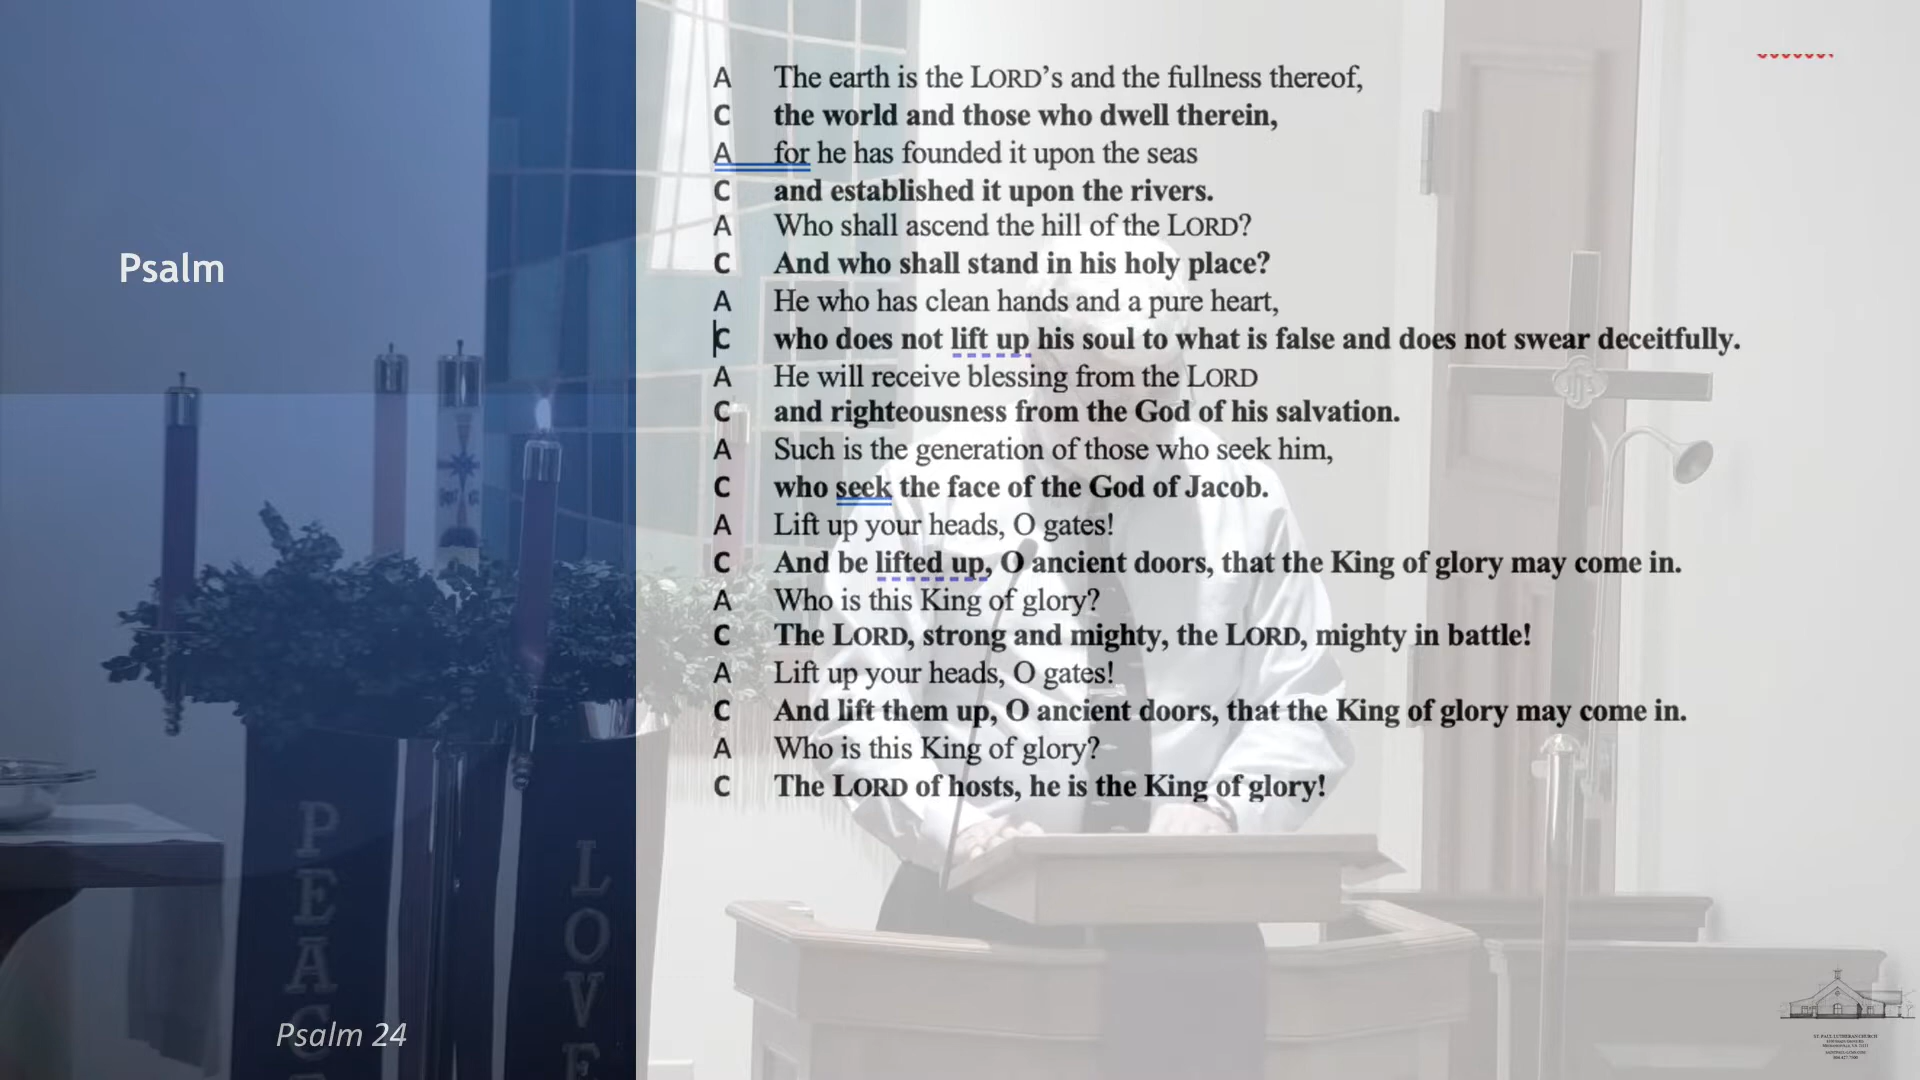 Psalm
A The earth is the LORD’s and the fullness thereof,
C the world and those who dwell therein,
A for he has founded it upon the seas
C and established it upon the rivers.
A Who shall ascend the hill of the LORD?
C And who shall stand in his holy place?
A He who has clean hands and a pure heart,
C who does not lift up his soul to what is false and does not swear deceitfully.
A He will receive blessing from the LORD
C and righteousness from the God of his salvation.
A Such is the generation of those who seek him,
C who seek the face of the God of Jacob.
A Lift up your heads, O gates!
C And be lifted up, O ancient doors, that the King of glory may come in.
A Who is this King of glory?
C The LORD, strong and mighty, the LORD, mighty in battle!
A Lift up your heads, O gates!
C And lift them up, O ancient doors, that the King of glory may come in.
A Who is this King of glory?
C The LORD of hosts, he is the King of glory!
PEAC
LOVE
Psalm 24
ST. PAUL LUTHERAN CHURCH